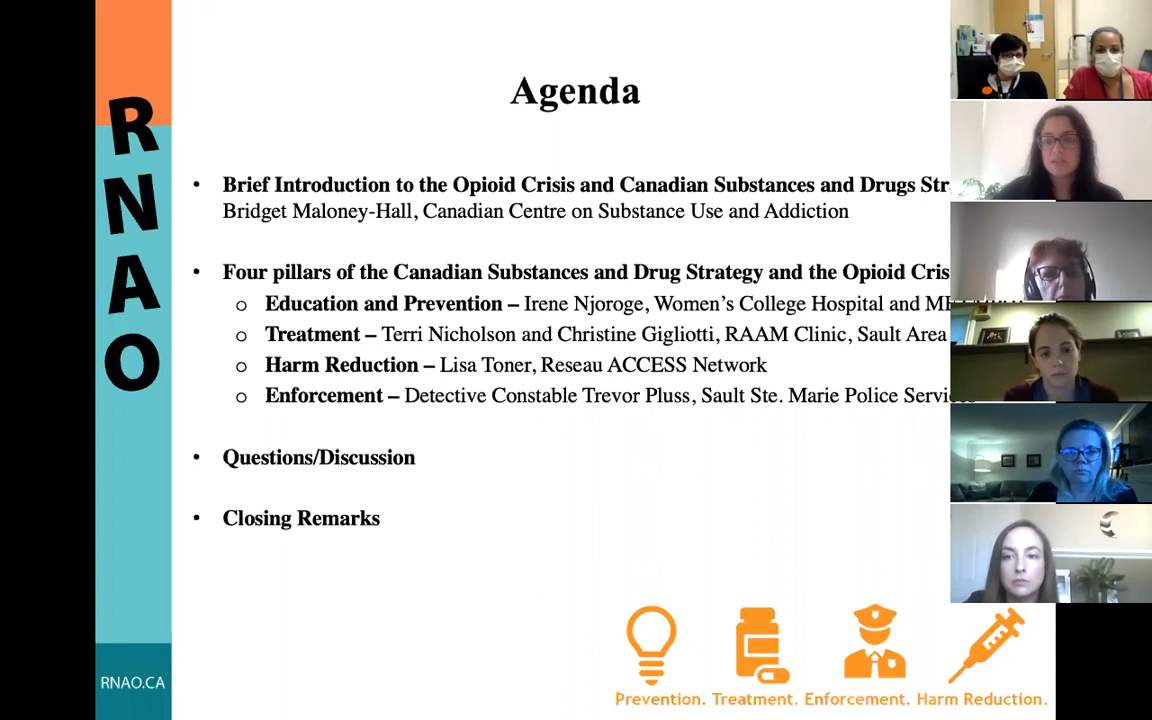 RNAO
Agenda
• Brief Introduction to the Opioid Crisis and Canadian Substances and Drugs Str
Bridget Maloney-Hall, Canadian Centre on Substance Use and Addiction
• Four pillars of the Canadian Substances and Drug Strategy and the Opioid Cris
o Education and Prevention – Irene Njoroge, Women’s College Hospital and
o Treatment – Terri Nicholson and Christine Gigliotti, RAAM Clinic, Sault Area
o Harm Reduction – Lisa Toner, Reseau ACCESS Network
o Enforcement – Detective Constable Trevor Pluss, Sault Ste. Marie Police Services
• Questions/Discussion
• Closing Remarks
RNAO.CA
Prevention. Treatment. Enforcement. Harm Reduction.